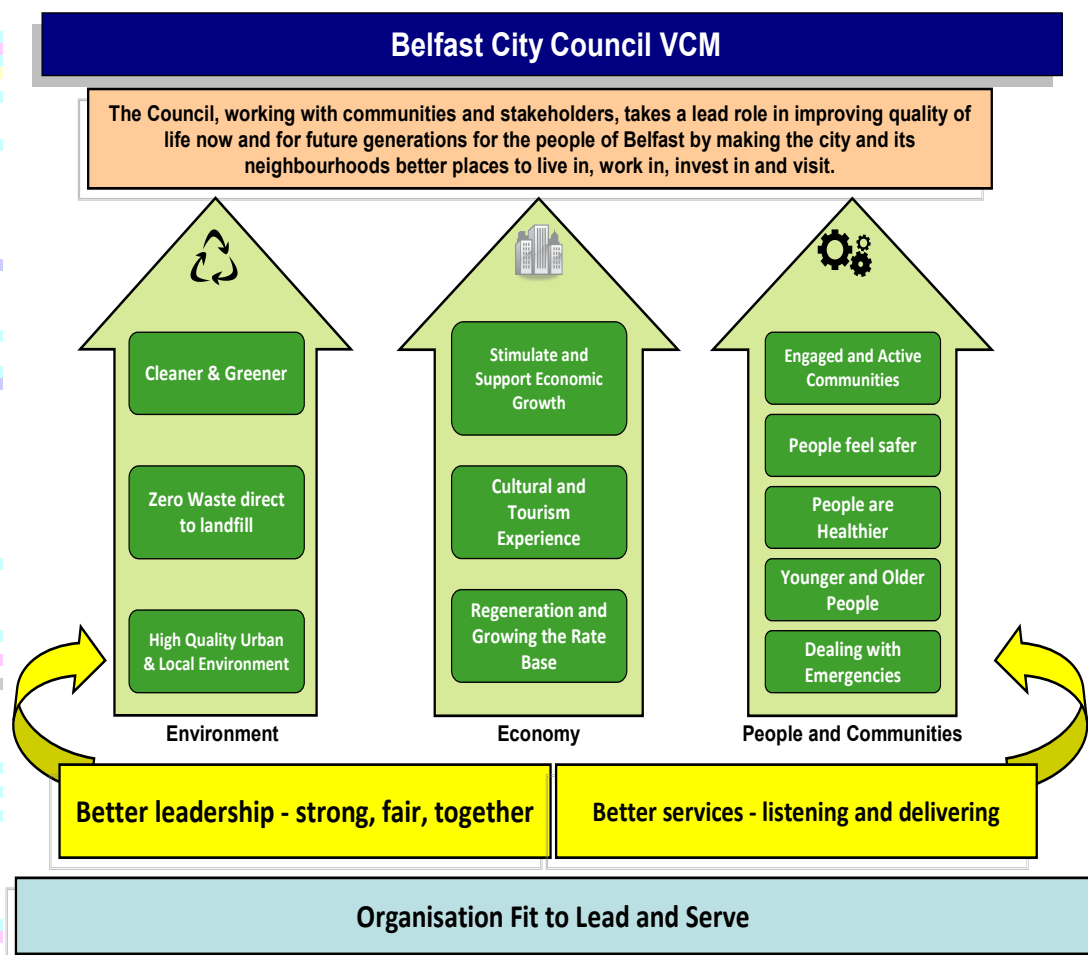 Belfast City Council VCM
The Council, working with communities and stakeholders, takes a lead role in improving quality of
life now and for future generations for the people of Belfast by making the city and its
neighbourhoods better places to live in, work in, invest in and visit.
Cleaner & Greener
Zero Waste direct
to landfill
High Quality Urban
& Local Environment
Environment
Stimulate and
Support Economic
Growth
Cultural and
Tourism
Experience
Regeneration and
Growing the Rate
Base
Economy
Engaged and Active
Communities
People feel safer
People are
Healthier
Younger and Older
People
Dealing with
Emergencies
People and Communities
Better leadership - strong, fair, together
Better services - listening and delivering
Organisation Fit to Lead and Serve